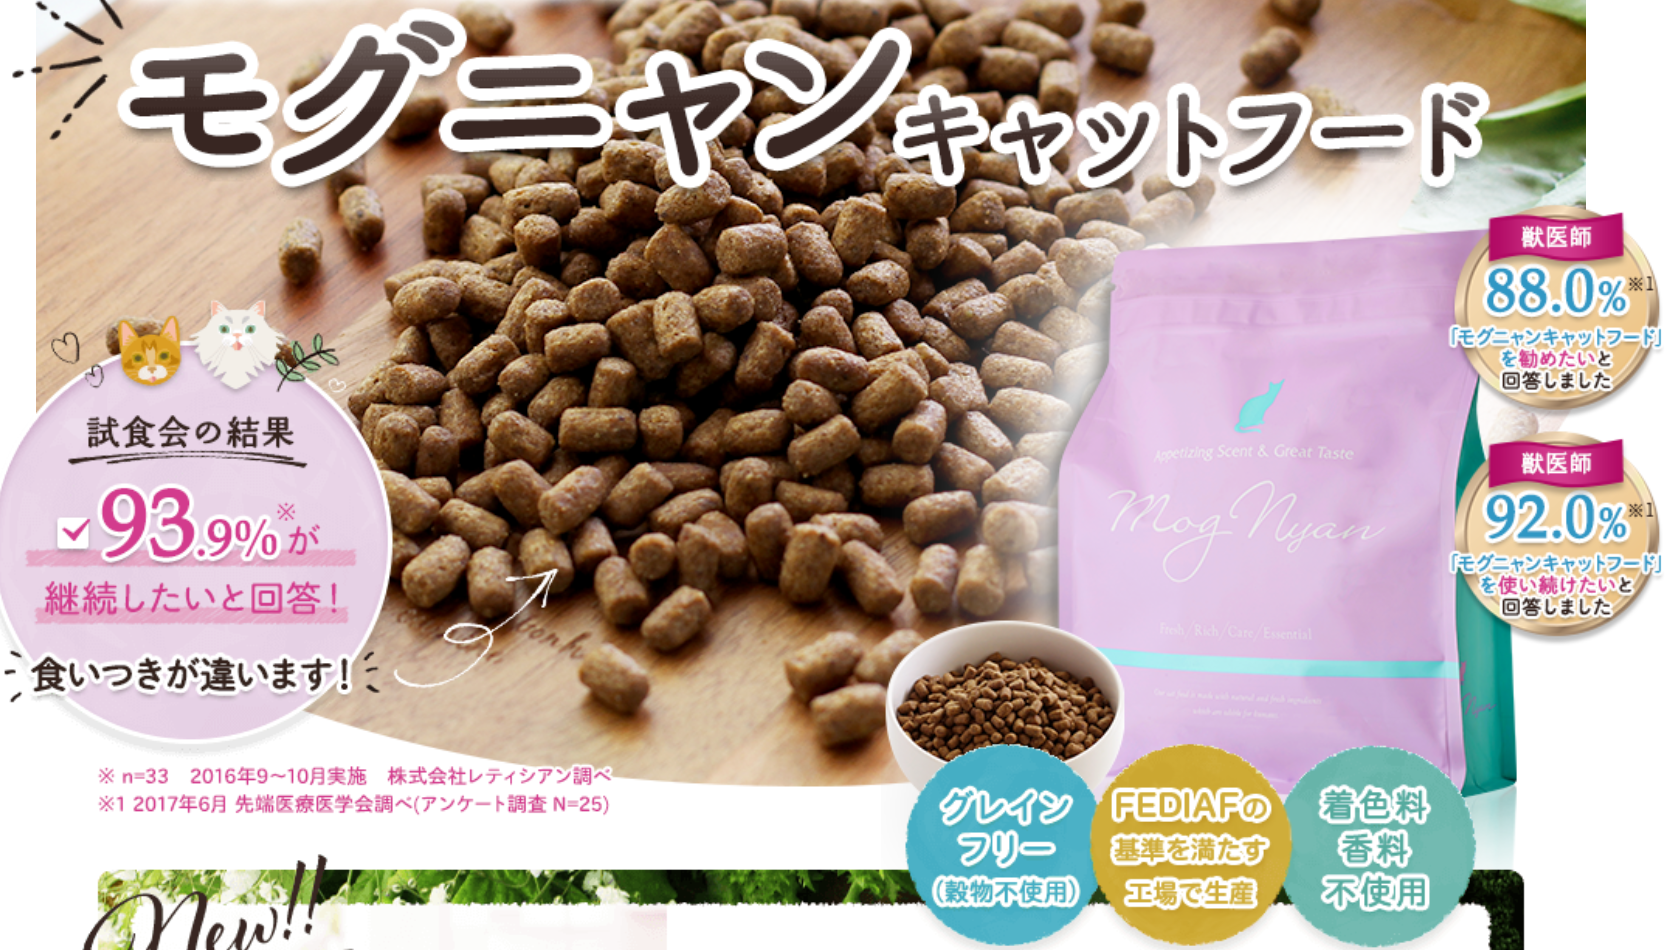 モグニャンキャットフード
獣医師
88.0%※1
「モグニャンキャットフード」
を勧めたいと
回答しました
獣医師
92.0%※1
「モグニャンキャットフード」
を使い続けたいと
回答しました
試食会の結果
93.9%※が
継続したいと回答!
食いつきが違います!
Appetizing Scent & Great Taste
Mog Nyan
Fresh/Rich/Care/Essential
※ n=33 2016年9~10月実施 株式会社レティシアン調べ
※1 2017年6月 先端医療医学会調べ(アンケート調査 N=25)
グレイン
フリー
(穀物不使用)
FEDIAFの
基準を満たす
工場で生産
着色料
香料
不使用
New!!